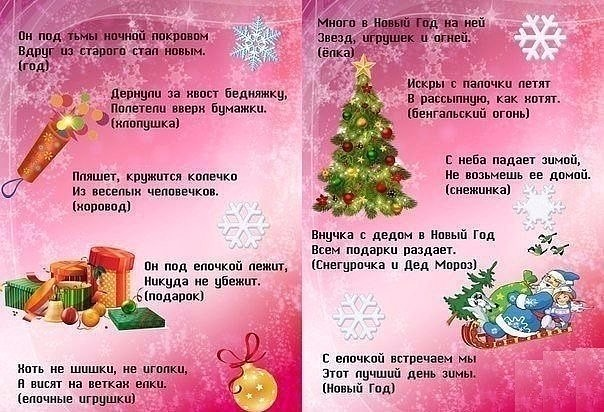 Он под тьмы ночной покровом
Вдруг из старого стал новым.
(год)
Дернули за хвост бедняжку,
Полетели вверх бумажки.
(хлопушка)
Пляшет, кружится колечко
Из веселых человечков.
(хоровод)
Он под елочкой лежит,
Никуда не убежит.
(подарок)
Хоть не шишки, не иголки,
А висят на ветках елки.
(елочные игрушки)
Много в Новый Год на ней
Звезд, игрушек и огней.
(ёлка)
Искры с палочки летят
В рассыпную, как хотят.
(бенгальский огонь)
С неба падает зимой,
Не возьмешь ее домой.
(снежинка)
Внучка с дедом в Новый Год
Всем подарки раздает.
(Снегурочка и Дед Мороз)
С елочкой встречаем мы
Этот лучший день зимы.
(Новый Год)